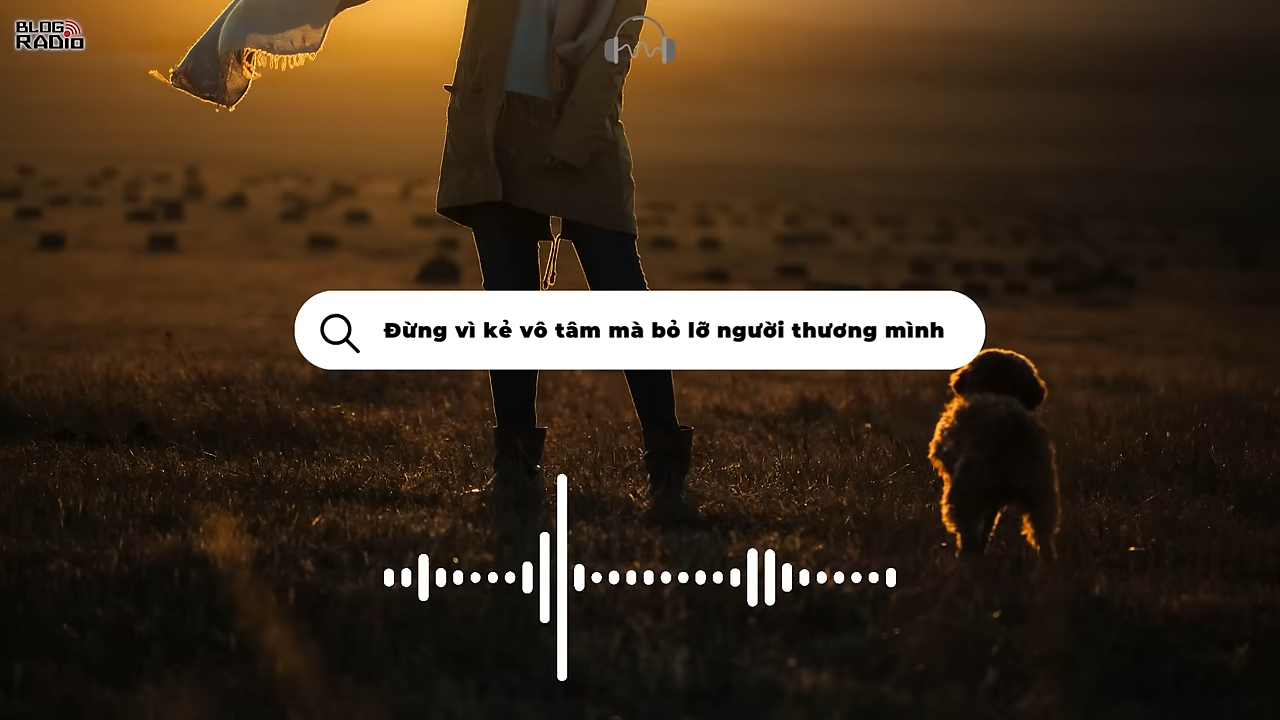 BLOG
RADIO
Đừng vì kẻ vô tâm mà bỏ lỡ người thương mình